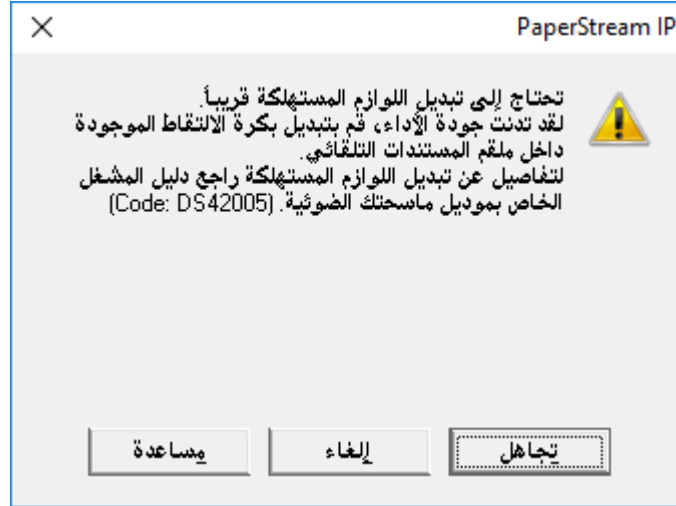 PaperStream IP
تحتاج إلى تبديل اللوازم المستهلكة قريباً.
لقد تدنت جودة الأداء، قم بتبديل بكرة الالتقاط الموجودة
داخل ملقم المستندات التلقائي.
لتفاصيل عن تبديل اللوازم المستهلكة راجع دليل المشغل
الخاص بموديل ماسحتك الضوئية. (Code: DS42005)
تجاهل
إلغاء
مساعدة